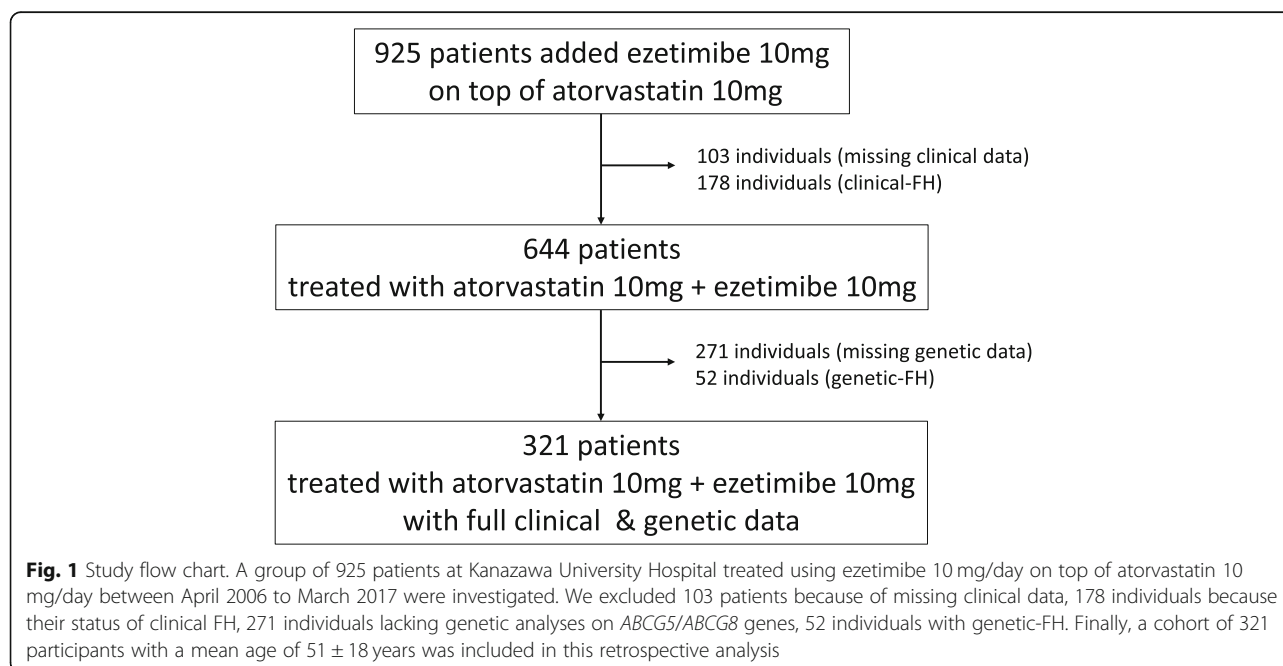 925 patients added ezetimibe 10mg
on top of atorvastatin 10mg
103 individuals (missing clinical data)
178 individuals (clinical-FH)
644 patients
treated with atorvastatin 10mg + ezetimibe 10mg
271 individuals (missing genetic data)
52 individuals (genetic-FH)
321 patients
treated with atorvastatin 10mg + ezetimibe 10mg
with full clinical & genetic data
Fig. 1 Study flow chart. A group of 925 patients at Kanazawa University Hospital treated using ezetimibe 10 mg/day on top of atorvastatin 10
mg/day between April 2006 to March 2017 were investigated. We excluded 103 patients because of missing clinical data, 178 individuals because
their status of clinical FH, 271 individuals lacking genetic analyses on ABCG5/ABCG8 genes, 52 individuals with genetic-FH. Finally, a cohort of 321
participants with a mean age of 51 ± 18 years was included in this retrospective analysis